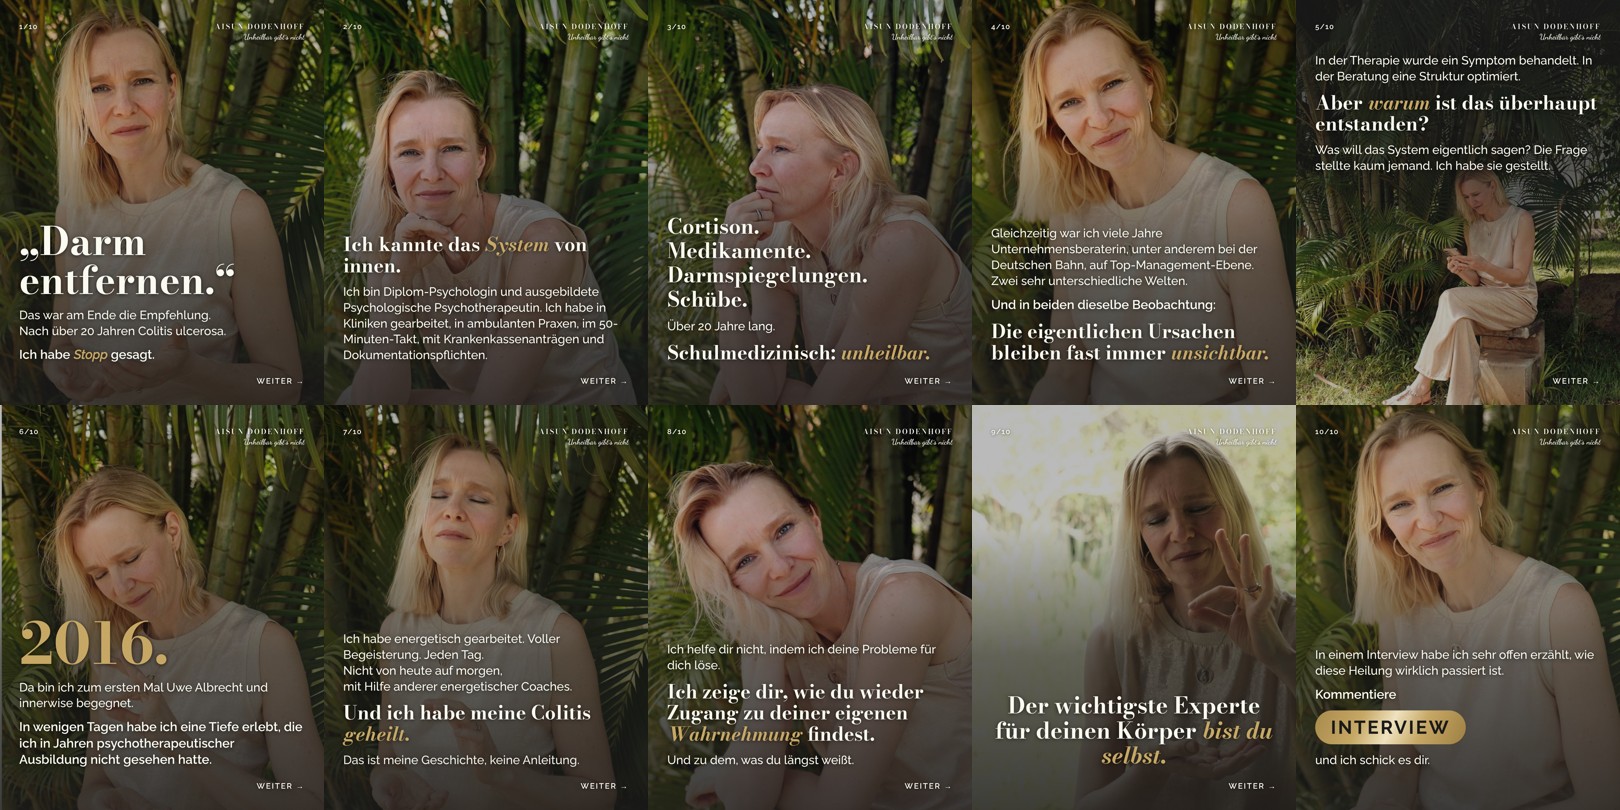 1/10
AISUN DODENHOFF
Unheilbar gibt's nicht
„Darm
entfernen.“
Das war am Ende die Empfehlung.
Nach über 20 Jahren Colitis ulcerosa.
Ich habe Stopp gesagt.
WEITER →
2/10
AISUN DODENHOFF
Unheilbar gibt's nicht
Ich kannte das System von
innen.
Ich bin Diplom-Psychologin und ausgebildete
Psychologische Psychotherapeutin. Ich habe in
Kliniken gearbeitet, in ambulanten Praxen, im 50-
Minuten-Takt, mit Krankenkassenanträgen und
Dokumentationspflichten.
WEITER →
3/10
AISUN DODENHOFF
Unheilbar gibt's nicht
Cortison.
Medikamente.
Darmspiegelungen.
Schübe.
Über 20 Jahre lang.
Schulmedizinisch: unheilbar.
WEITER →
4/10
AISUN DODENHOFF
Unheilbar gibt's nicht
Gleichzeitig war ich viele Jahre
Unternehmensberaterin, unter anderem bei der
Deutschen Bahn, auf Top-Management-Ebene.
Zwei sehr unterschiedliche Welten.
Und in beiden dieselbe Beobachtung:
Die eigentlichen Ursachen
bleiben fast immer unsichtbar.
WEITER →
5/10
AISUN DODENHOFF
Unheilbar gibt's nicht
In der Therapie wurde ein Symptom behandelt. In
der Beratung eine Struktur optimiert.
Aber warum ist das überhaupt
entstanden?
Was will das System eigentlich sagen? Die Frage
stellte kaum jemand. Ich habe sie gestellt.
WEITER →
6/10
AISUN DODENHOFF
Unheilbar gibt's nicht
2016.
Da bin ich zum ersten Mal Uwe Albrecht und
innerwise begegnet.
In wenigen Tagen habe ich eine Tiefe erlebt, die
ich in Jahren psychotherapeutischer
Ausbildung nicht gesehen hatte.
WEITER →
7/10
AISUN DODENHOFF
Unheilbar gibt's nicht
Ich habe energetisch gearbeitet. Voller
Begeisterung. Jeden Tag.
Nicht von heute auf morgen,
mit Hilfe anderer energetischer Coaches.
Und ich habe meine Colitis
geheilt.
Das ist meine Geschichte, keine Anleitung.
WEITER →
8/10
AISUN DODENHOFF
Unheilbar gibt's nicht
Ich helfe dir nicht, indem ich deine Probleme für
dich löse.
Ich zeige dir, wie du wieder
Zugang zu deiner eigenen
Wahrnehmung findest.
Und zu dem, was du längst weißt.
WEITER →
9/10
AISUN DODENHOFF
Unheilbar gibt's nicht
Der wichtigste Experte
für deinen Körper bist du
selbst.
WEITER →
10/10
AISUN DODENHOFF
Unheilbar gibt's nicht
In einem Interview habe ich sehr offen erzählt, wie
diese Heilung wirklich passiert ist.
Kommentiere
INTERVIEW
und ich schick es dir.